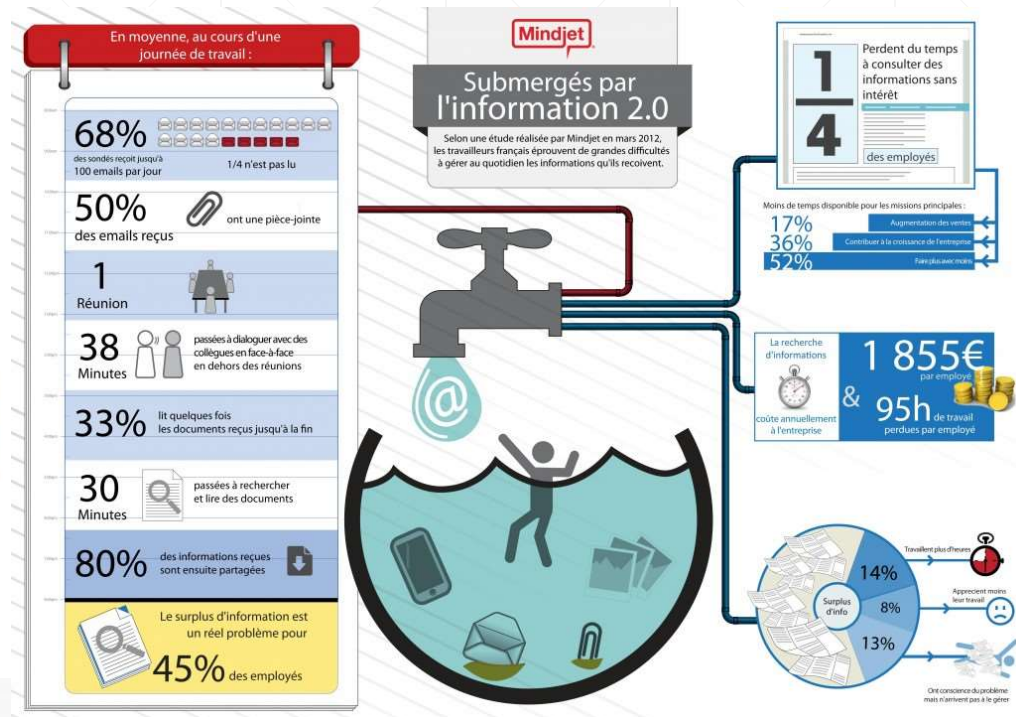 En moyenne, au cours d'une
journée de travail :
68%
des sondés reçoit jusqu'à
100 emails par jour
1/4 n'est pas lu
50%
des emails reçus
ont une pièce-jointe
1
Réunion
38
Minutes
passées à dialoguer avec des
collègues en face-à-face
en dehors des réunions
33%
lit quelques fois
les documents reçus jusqu'à la fin
30
Minutes
passées à rechercher
et lire des documents
80%
des informations reçues
sont ensuite partagées
Le surplus d'information est
un réel problème pour
45% des employés
Mindjet
Submergés par
l'information 2.0
Selon une étude réalisée par Mindjet en mars 2012,
les travailleurs français éprouvent de grandes difficultés
à gérer au quotidien les informations qu'ils recoivent.
@
1
4
Perdent du temps
à consulter des
informations sans
intérêt
des employés
Moins de temps disponible pour les missions principales :
17% Augmentation des ventes
36% Contribuer à la croissance de l'entreprise
52% Faire plus avec moins
La recherche
d'informations
coûte annuellement
à l'entreprise
1 855€
par employé
&
95h de travail
perdues par employé
Surplus
d'info
14%
8%
13%
Travaillent plus d'heures
Apprecient moins
leur travail
Ont conscience du problème
mais n'arrivent pas à le gérer